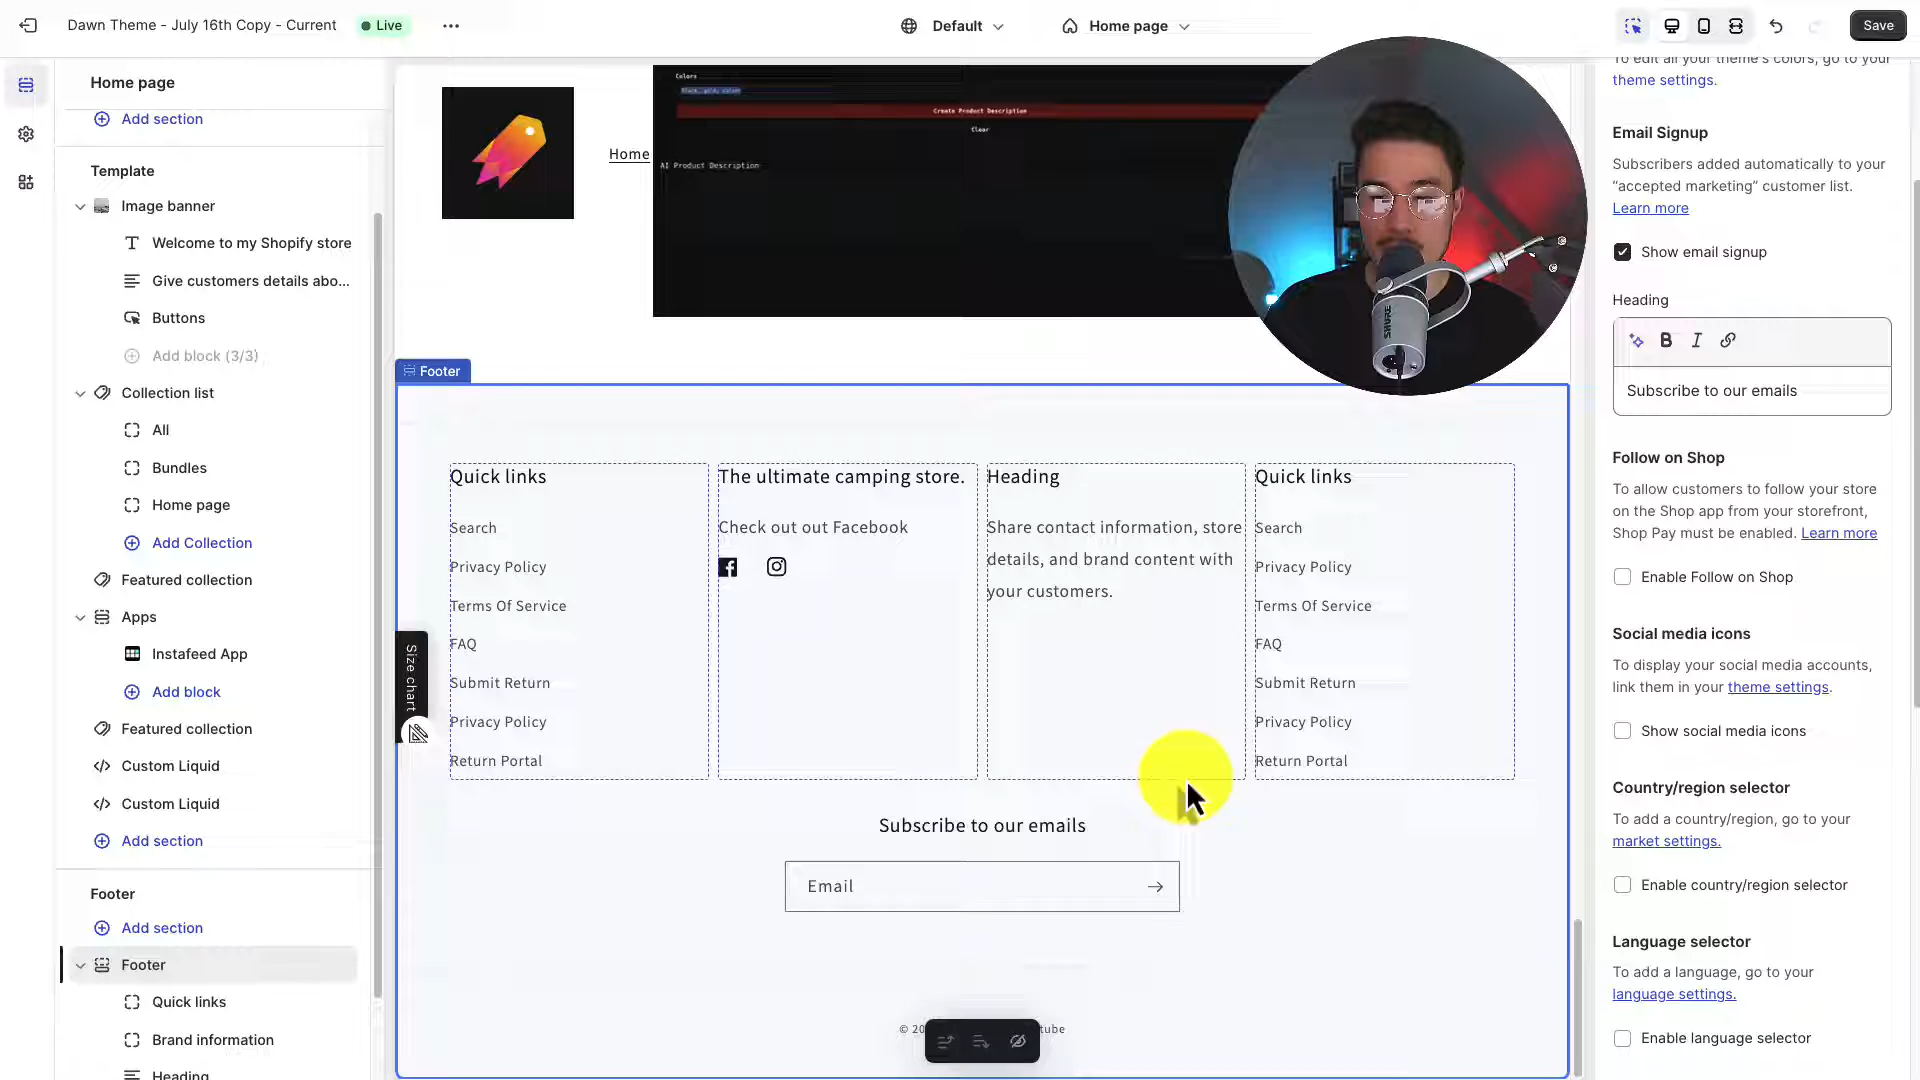 Dawn Theme - July 16th Copy - Current
Live
Default
Home page
Save
Home page
Add section
Template
Image banner
Welcome to my Shopify store
Give customers details abo...
Buttons
Add block (3/3)
Collection list
All
Bundles
Home page
Add Collection
Featured collection
Apps
Instafeed App
Add block
Featured collection
Custom Liquid
Custom Liquid
Add section
Footer
Add section
Footer
Quick links
Brand information
Heading
Home
Colors
Create Product Description
Clear
AI Product Description
SHURE
Footer
Size chart
Quick links
Search
Privacy Policy
Terms Of Service
FAQ
Submit Return
Privacy Policy
Return Portal
The ultimate camping store.
Check out out Facebook
Heading
Share contact information, store
details, and brand content with
your customers.
Quick links
Search
Privacy Policy
Terms Of Service
FAQ
Submit Return
Privacy Policy
Return Portal
Subscribe to our emails
Email
To edit all your theme's colors, go to your
theme settings.
Email Signup
Subscribers added automatically to your
“accepted marketing” customer list.
Learn more
Show email signup
Heading
B I
Subscribe to our emails
Follow on Shop
To allow customers to follow your store
on the Shop app from your storefront,
Shop Pay must be enabled. Learn more
Enable Follow on Shop
Social media icons
To display your social media accounts,
link them in your theme settings.
Show social media icons
Country/region selector
To add a country/region, go to your
market settings.
Enable country/region selector
Language selector
To add a language, go to your
language settings.
Enable language selector